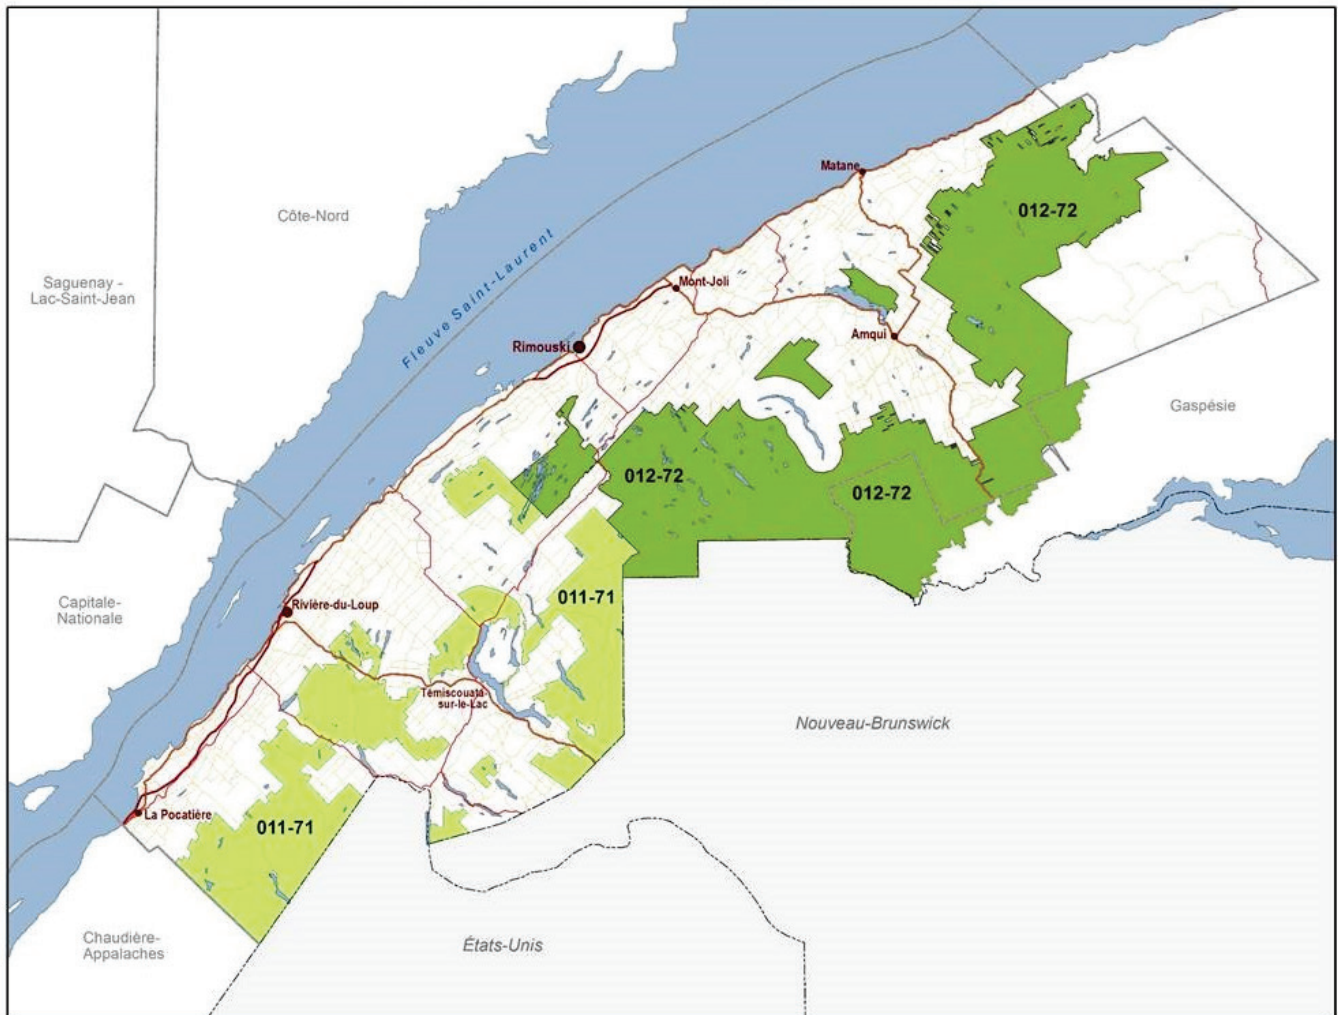 Matane
012-72
Côte-Nord
Fleuve Saint-Laurent
Saguenay -
Lac-Saint-Jean
Mont-Joli
Amqui
Rimouski
Gaspésie
012-72
012-72
011-71
Capitale-
Nationale
Rivière-du-Loup
Témiscouata-
sur-le-Lac
Nouveau-Brunswick
La Pocatière
011-71
Chaudière-
Appalaches
États-Unis